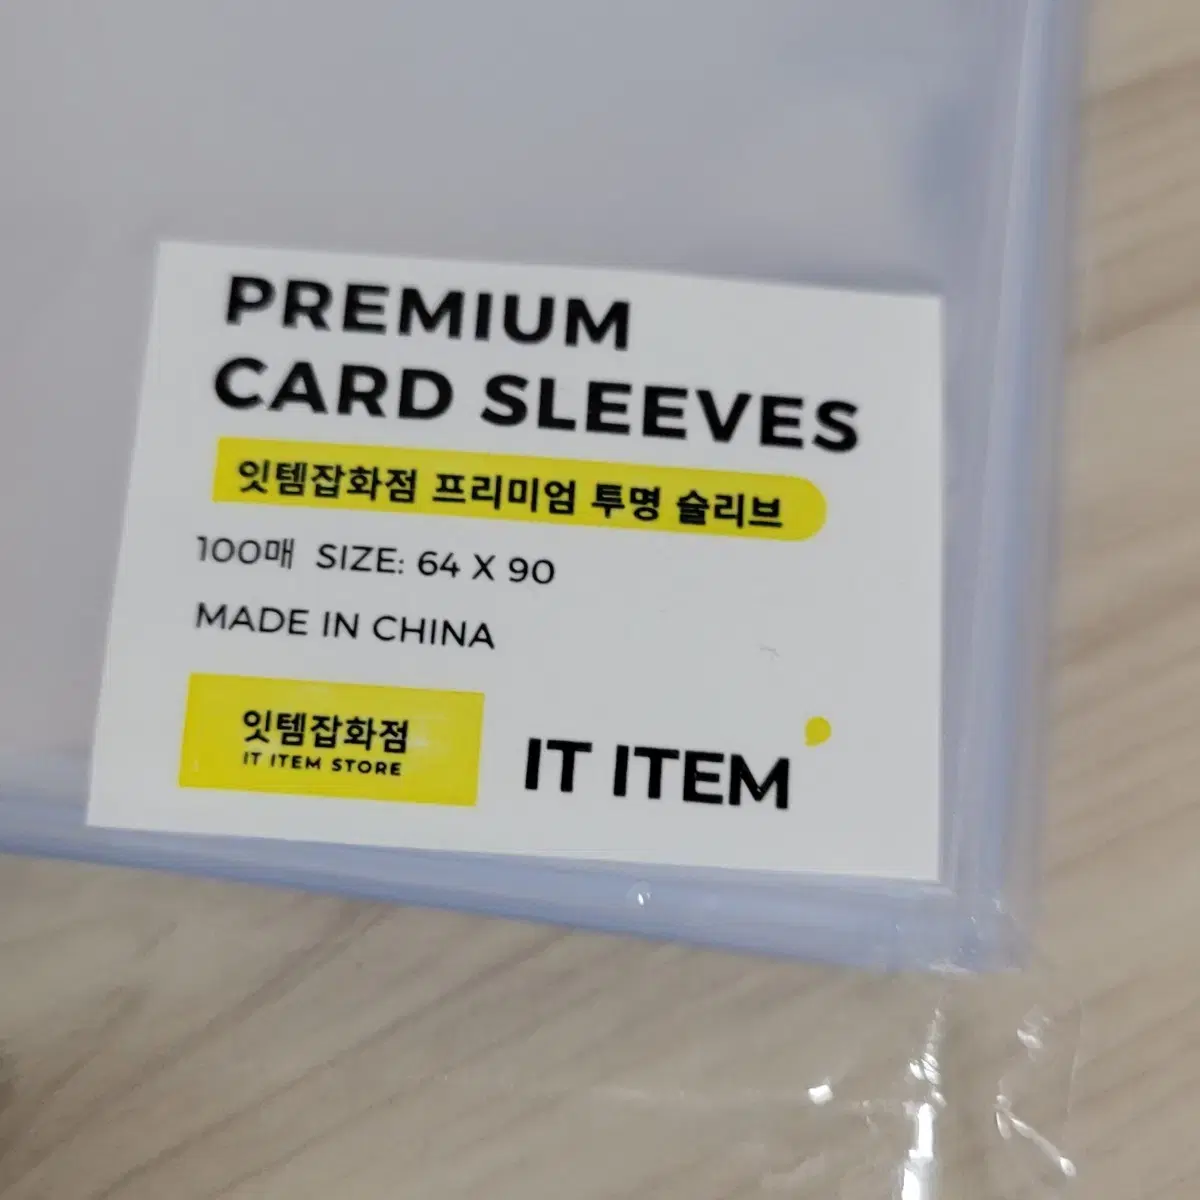 PREMIUM
CARD SLEEVES
잇템잡화점 프리미엄 투명 슬리브
100매 SIZE: 64 X 90
MADE IN CHINA
잇템잡화점
IT ITEM STORE
IT ITEM